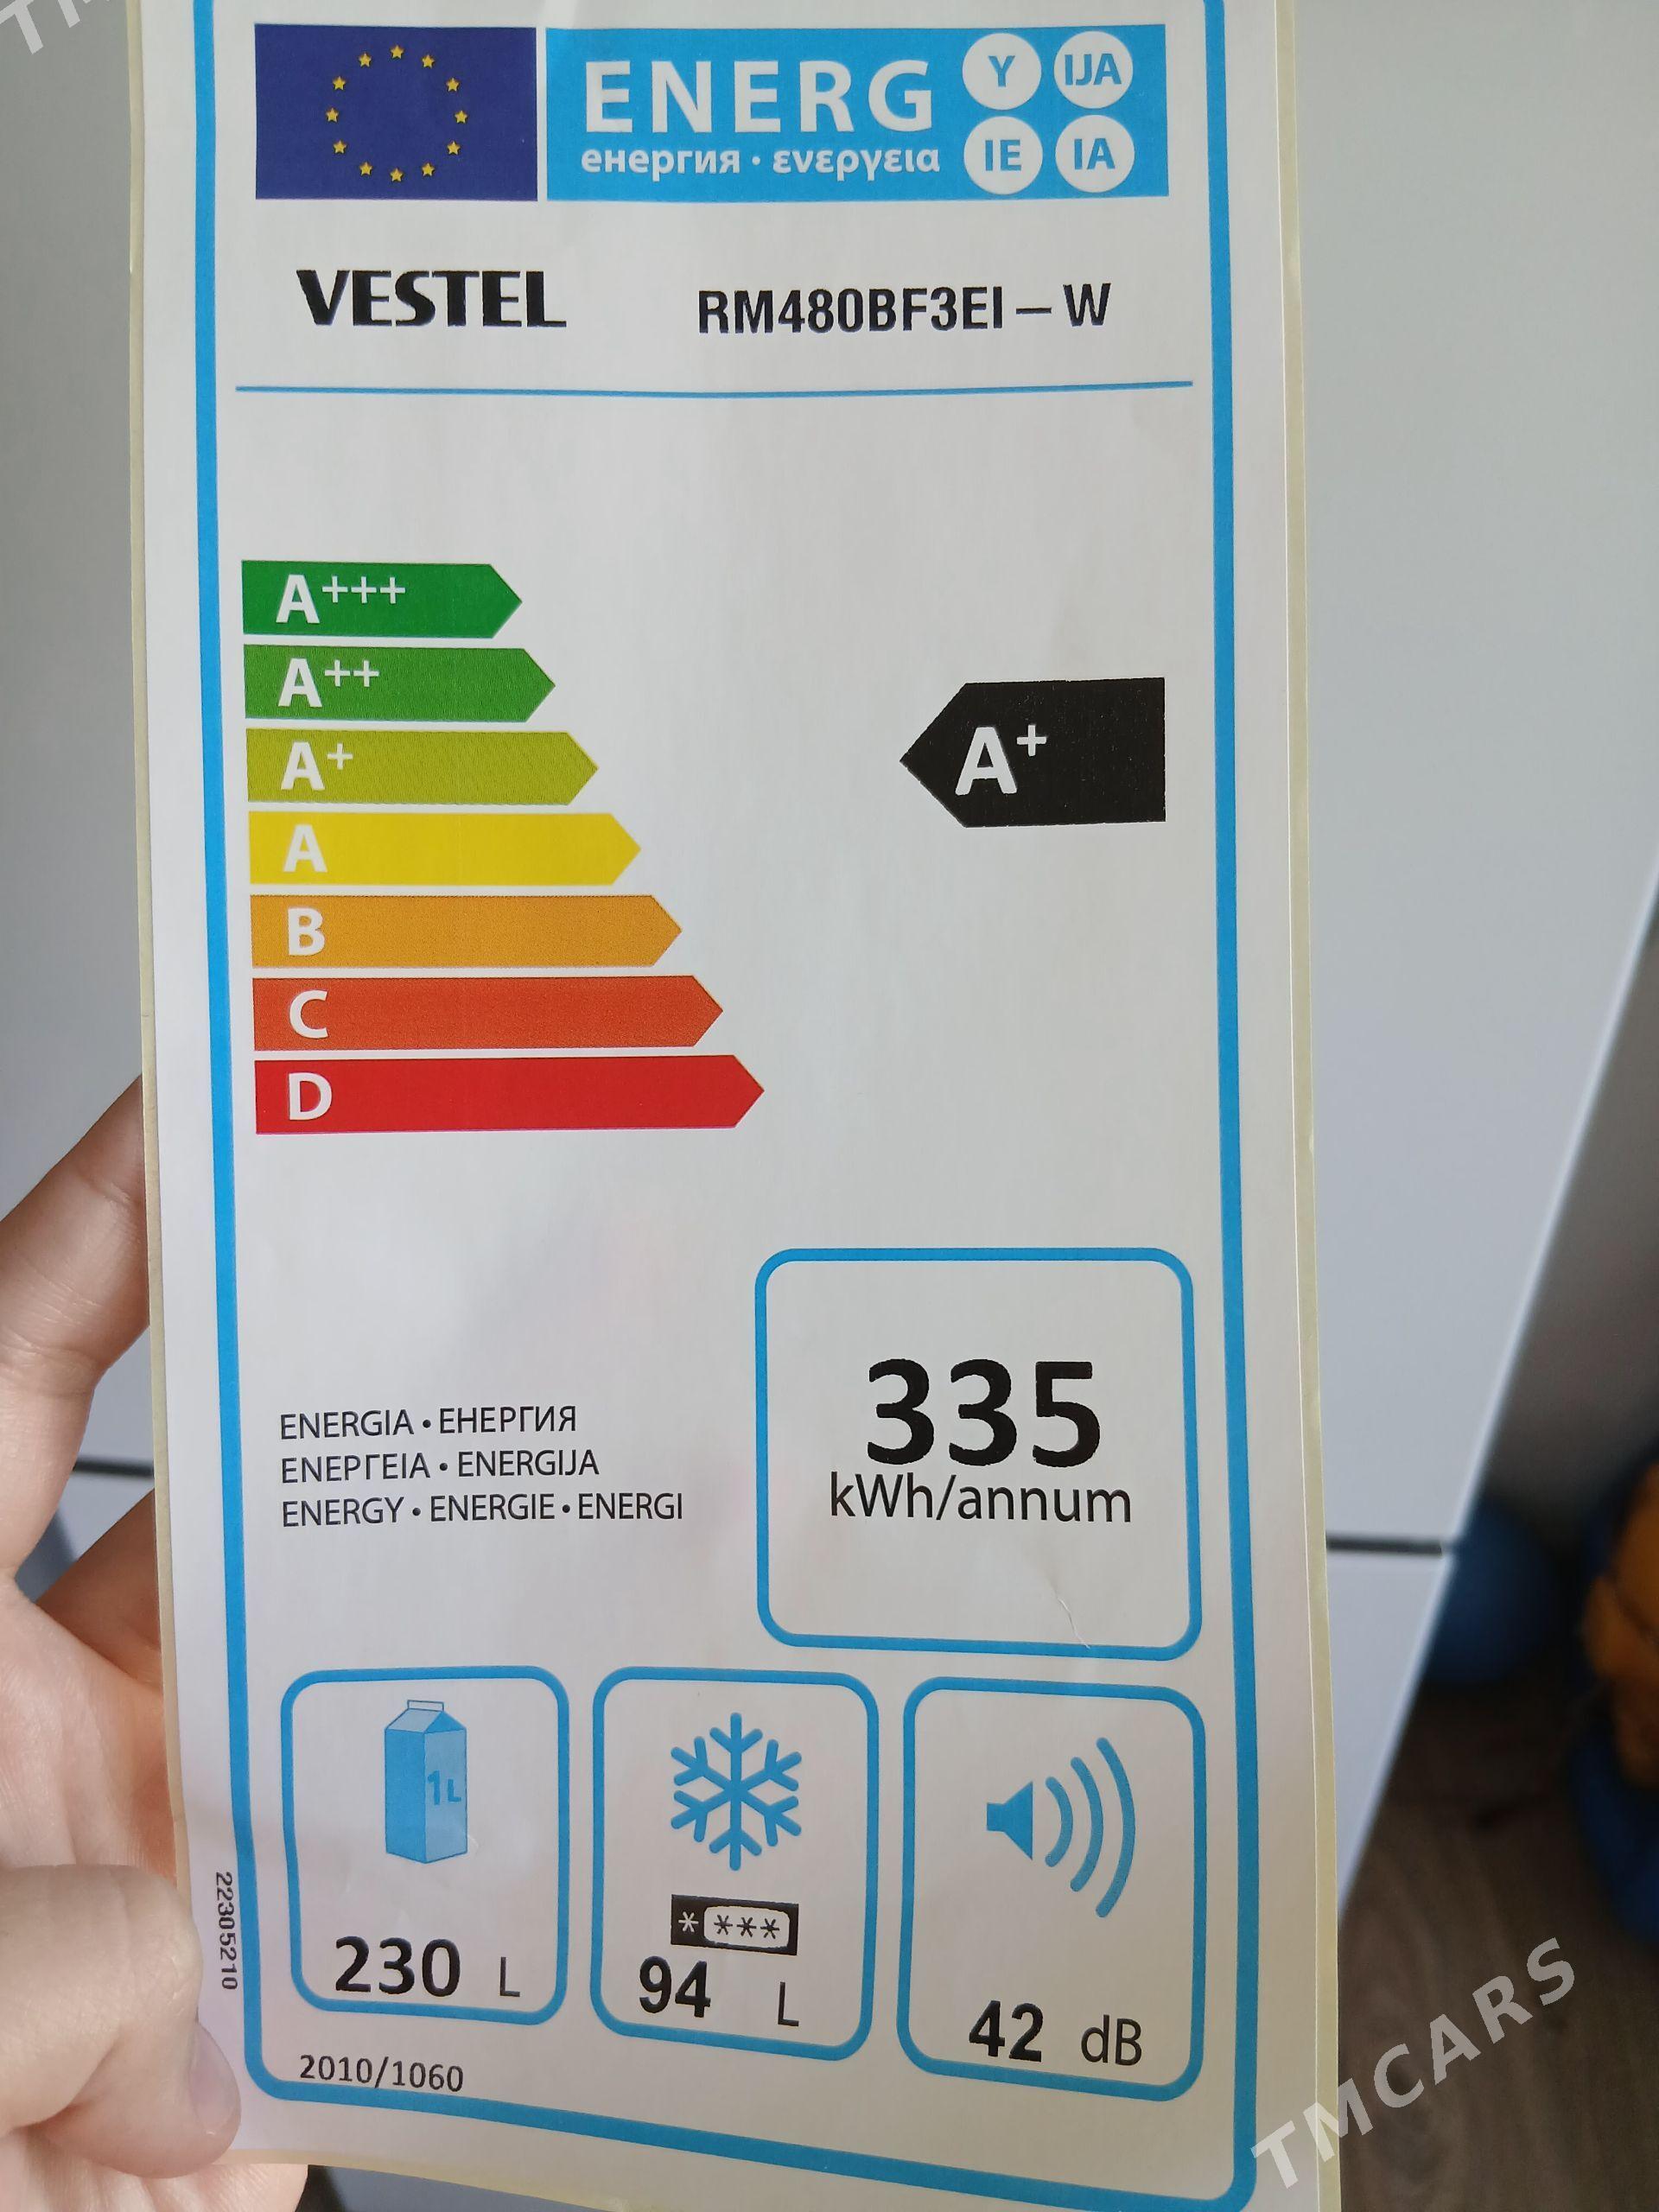 TM
ENERG Y IJA
енергия · ενεργεια IE IA
VESTEL RM480BF3EI – W
A+++
A++
A+
A+
A
B
C
D
335
kWh/annum
ENERGIA · ЕНЕРГИЯ
ΕΝΕΡΓΕΙΑ · ENERGIJA
ENERGY · ENERGIE · ENERGI
1L
****
230 L
94 L
42 dB
22305210
2010/1060
TMCARS